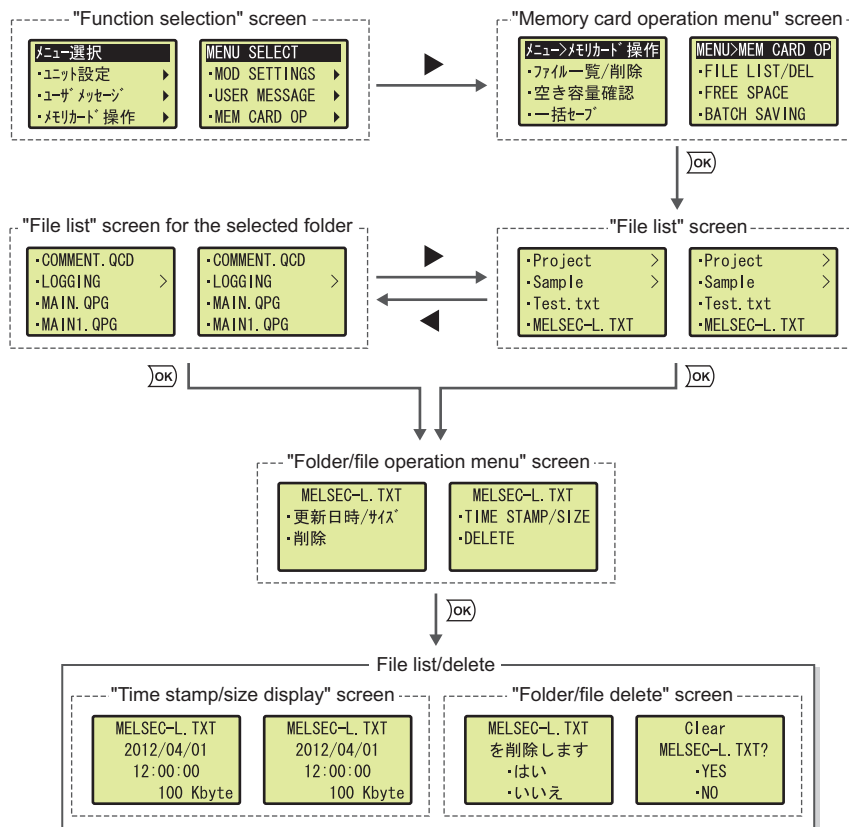 "Function selection" screen
メニュー選択
・ユニット設定 ▶
・ユーザメッセージ ▶
・メモリカード操作 ▶
MENU SELECT
・MOD SETTINGS ▶
・USER MESSAGE ▶
・MEM CARD OP ▶
"Memory card operation menu" screen
メニュー>メモリカード操作
・ファイル一覧/削除
・空き容量確認
・一括セーブ
MENU>MEM CARD OP
・FILE LIST/DEL
・FREE SPACE
・BATCH SAVING
OK
"File list" screen for the selected folder
・COMMENT.QCD
・LOGGING >
・MAIN.QPG
・MAIN1.QPG
・COMMENT.QCD
・LOGGING >
・MAIN.QPG
・MAIN1.QPG
"File list" screen
・Project >
・Sample >
・Test.txt
・MELSEC-L.TXT
・Project >
・Sample >
・Test.txt
・MELSEC-L.TXT
OK
OK
"Folder/file operation menu" screen
MELSEC-L.TXT
・更新日時/サイズ
・削除
MELSEC-L.TXT
・TIME STAMP/SIZE
・DELETE
OK
File list/delete
"Time stamp/size display" screen
MELSEC-L.TXT
2012/04/01
12:00:00
100 Kbyte
MELSEC-L.TXT
2012/04/01
12:00:00
100 Kbyte
"Folder/file delete" screen
MELSEC-L.TXT
を削除します
・はい
・いいえ
Clear
MELSEC-L.TXT?
・YES
・NO